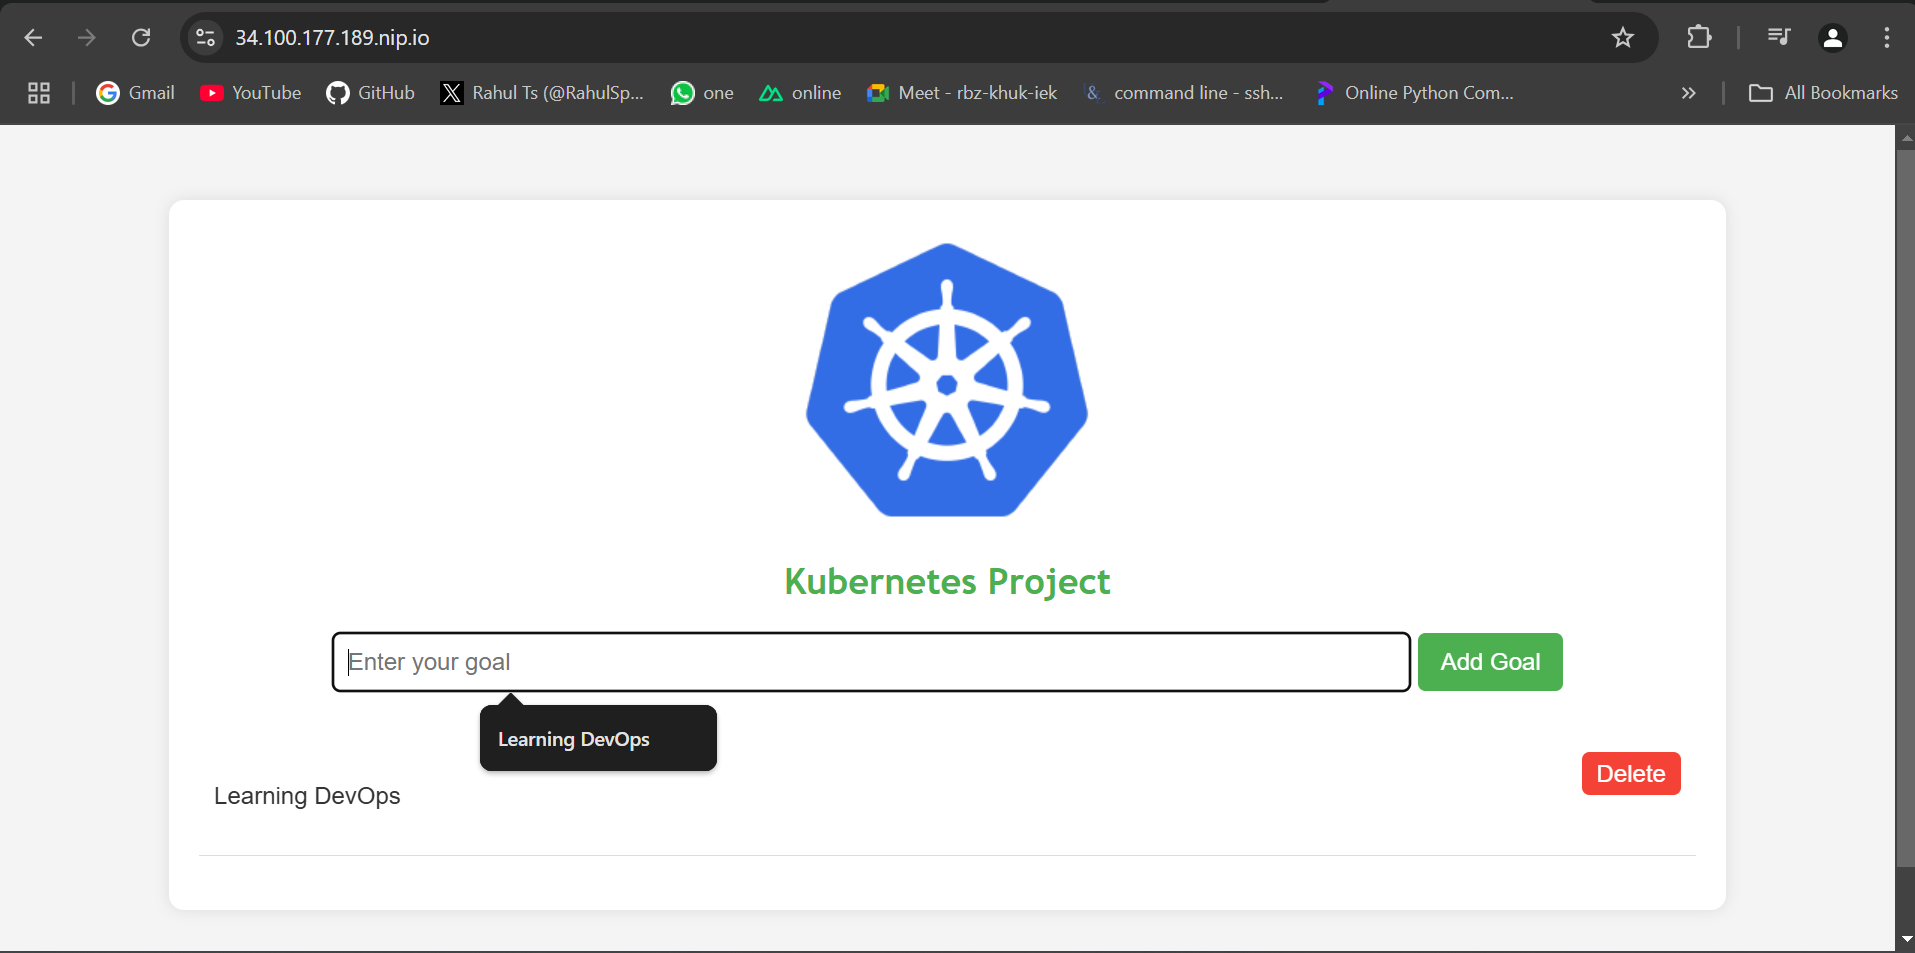 34.100.177.189.nip.io
Gmail YouTube GitHub Rahul Ts (@RahulSp... one online Meet - rbz-khuk-iek command line - ssh... Online Python Com... All Bookmarks
Kubernetes Project
Enter your goal Add Goal
Learning DevOps
Delete
Learning DevOps